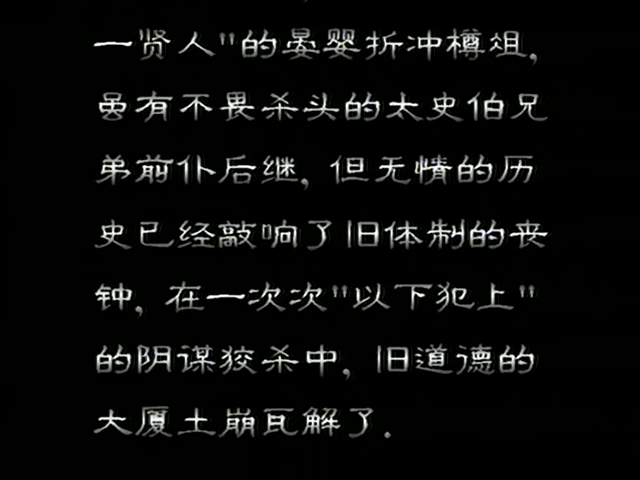 一贤人"的晏婴折冲樽俎,
虽有不畏杀头的太史伯兄
弟前仆后继,但无情的历
史已经敲响了旧体制的丧
钟,在一次次"以下犯上"
的阴谋狡杀中,旧道德的
大厦土崩瓦解了.